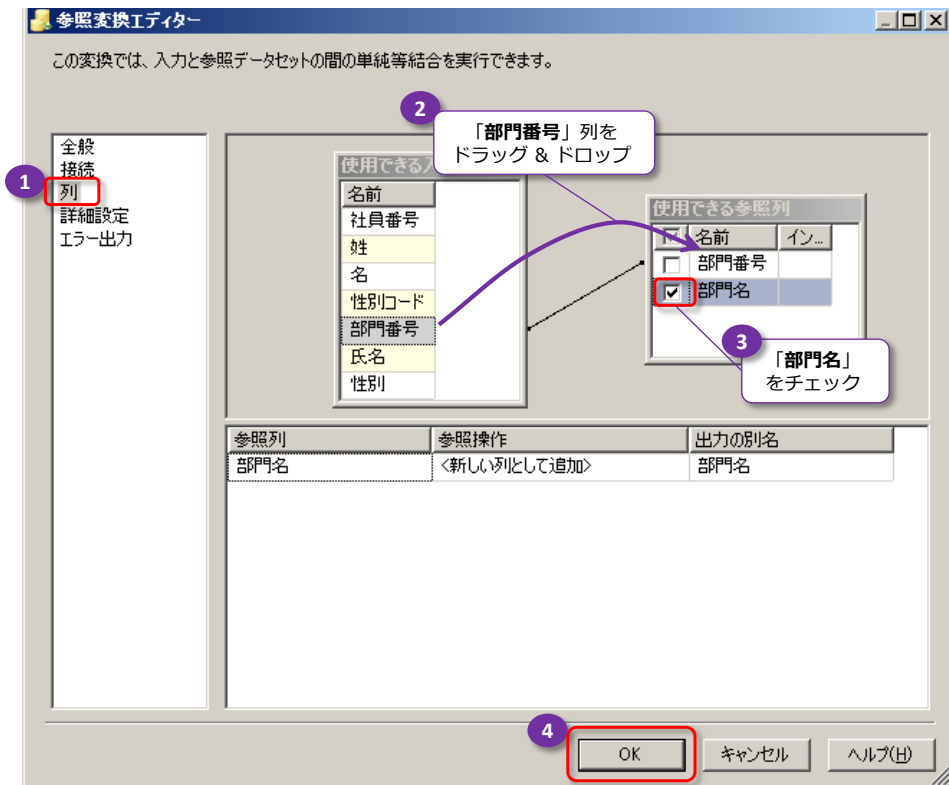 参照変換エディター
この変換では、入力と参照データセットの間の単純等結合を実行できます。
2
「部門番号」列を
ドラッグ & ドロップ
1
全般
接続
列
詳細設定
エラー出力
使用できる
名前
社員番号
姓
名
性別コード
部門番号
氏名
性別
使用できる参照列
名前 イン...
部門番号
部門名
3
「部門名」
をチェック
参照列 参照操作 出力の別名
部門名 <新しい列として追加> 部門名
4
OK キャンセル ヘルプ(H)